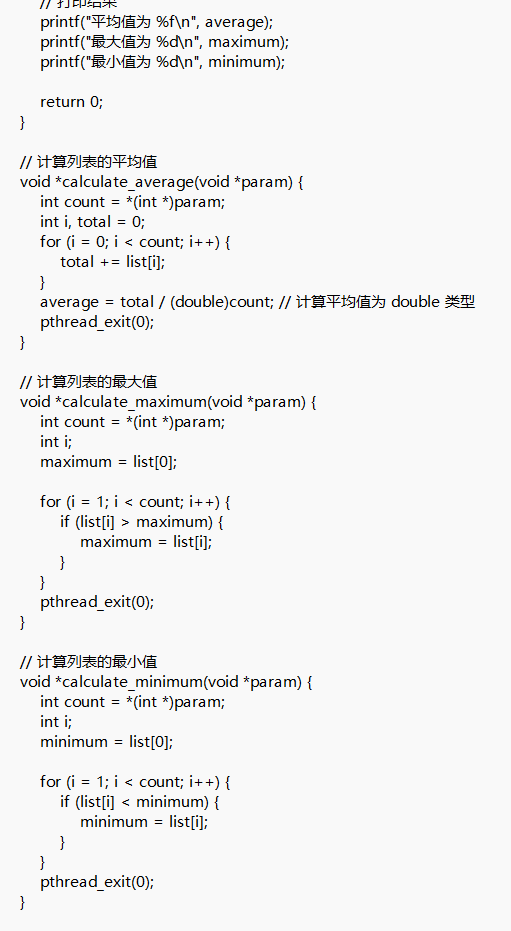 // 打印结果
printf("平均值为 %f\n", average);
printf("最大值为 %d\n", maximum);
printf("最小值为 %d\n", minimum);
return 0;
}
// 计算列表的平均值
void *calculate_average(void *param) {
int count = *(int *)param;
int i, total = 0;
for (i = 0; i < count; i++) {
total += list[i];
}
average = total / (double)count; // 计算平均值为 double 类型
pthread_exit(0);
}
// 计算列表的最大值
void *calculate_maximum(void *param) {
int count = *(int *)param;
int i;
maximum = list[0];
for (i = 1; i < count; i++) {
if (list[i] > maximum) {
maximum = list[i];
}
}
pthread_exit(0);
}
// 计算列表的最小值
void *calculate_minimum(void *param) {
int count = *(int *)param;
int i;
minimum = list[0];
for (i = 1; i < count; i++) {
if (list[i] < minimum) {
minimum = list[i];
}
}
pthread_exit(0);
}